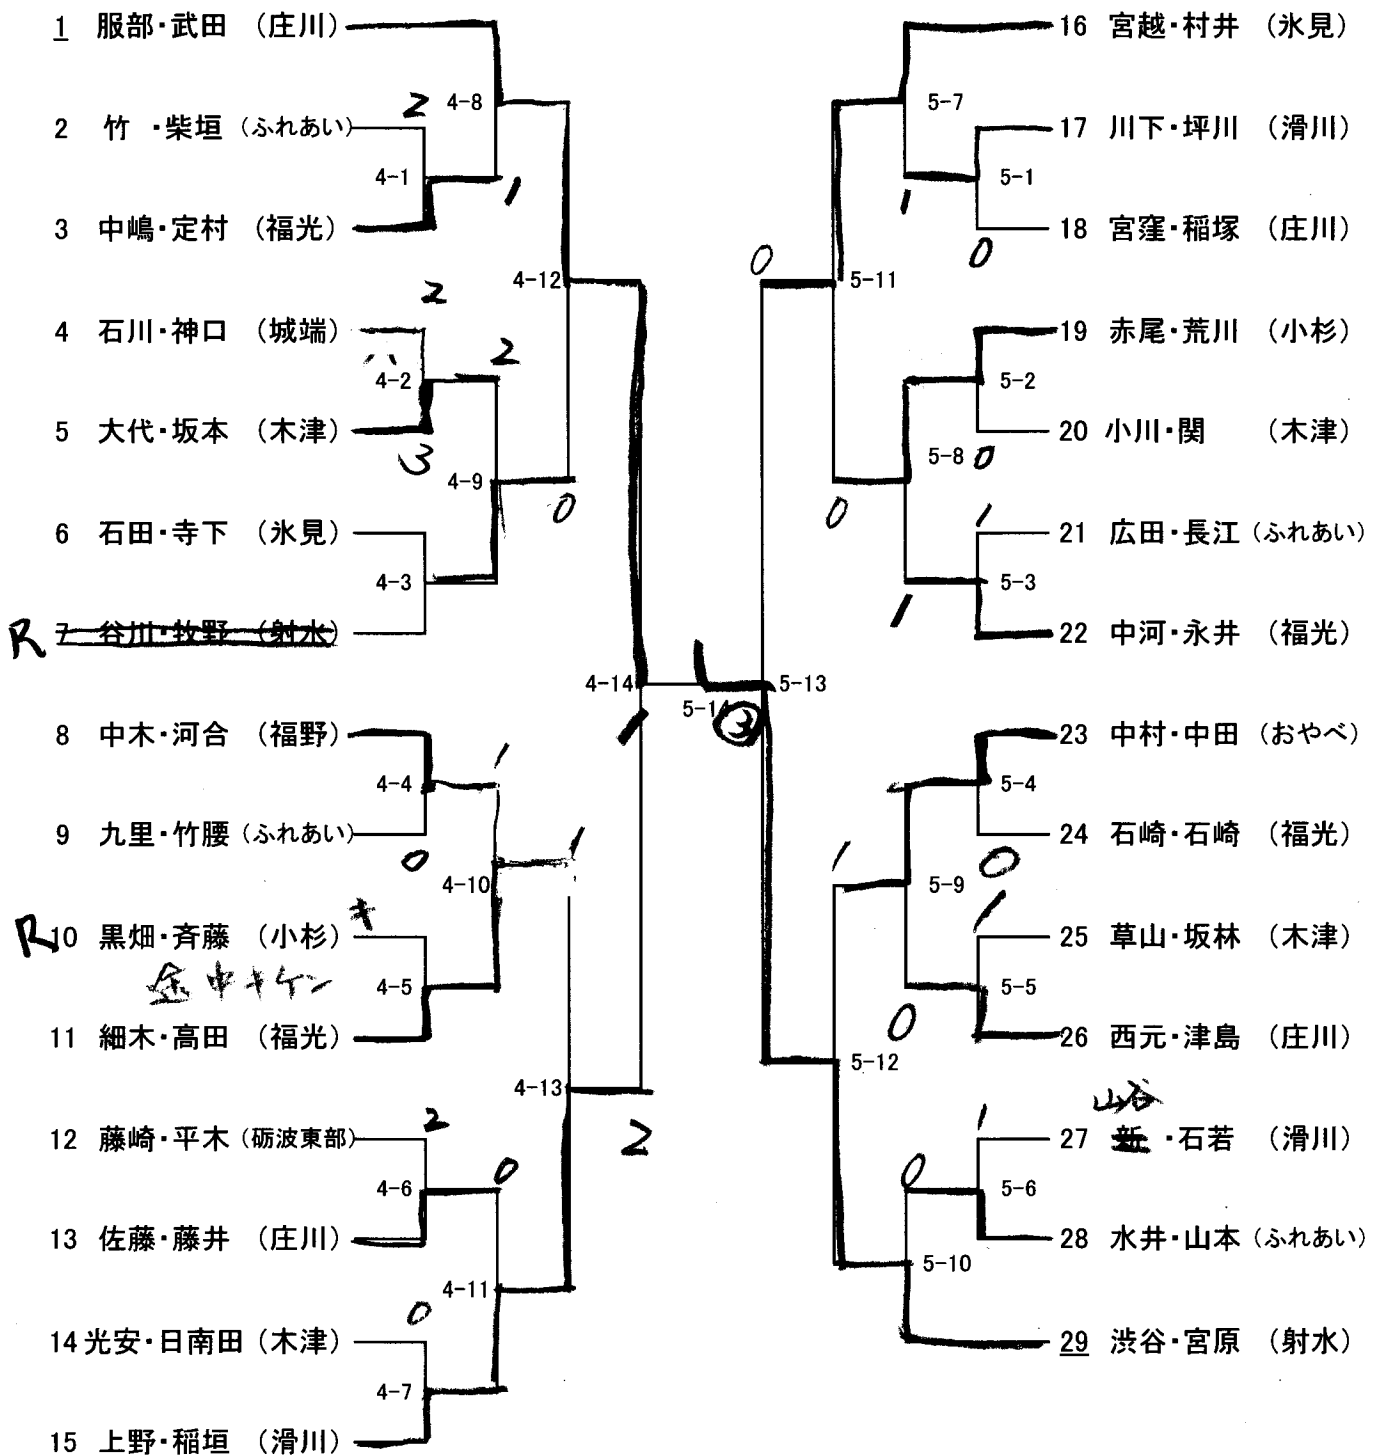 1 服部・武田 （庄川）
4-8
2
2 竹 ・柴垣 （ふれあい）
4-1
1
3 中嶋・定村 （福光）
4-12
2
4 石川・神口 （城端）
2
4-2
5 大代・坂本 （木津）
3
4-9
0
6 石田・寺下 （氷見）
4-3
R 7 谷川・牧野 （射水）
4-14
1
8 中木・河合 （福野）
1
4-4
9 九里・竹腰 （ふれあい）
0
1
4-10
R 10 黒畑・斉藤 （小杉）
キ
途中キケン
4-5
11 細木・高田 （福光）
4-13
2
12 藤崎・平木 （砺波東部）
2
0
4-6
13 佐藤・藤井 （庄川）
4-11
0
14 光安・日南田 （木津）
4-7
15 上野・稲垣 （滑川）
1
5-14
③
16 宮越・村井 （氷見）
5-7
17 川下・坪川 （滑川）
5-1
1
18 宮窪・稲塚 （庄川）
0
0
5-11
19 赤尾・荒川 （小杉）
5-2
20 小川・関 （木津）
5-8
0
0
1
21 広田・長江 （ふれあい）
5-3
1
22 中河・永井 （福光）
5-13
23 中村・中田 （おやべ）
5-4
24 石崎・石崎 （福光）
0
1
5-9
1
25 草山・坂林 （木津）
5-5
0
26 西元・津島 （庄川）
5-12
山谷
1
27 新 ・石若 （滑川）
0
5-6
28 水井・山本 （ふれあい）
5-10
29 渋谷・宮原 （射水）